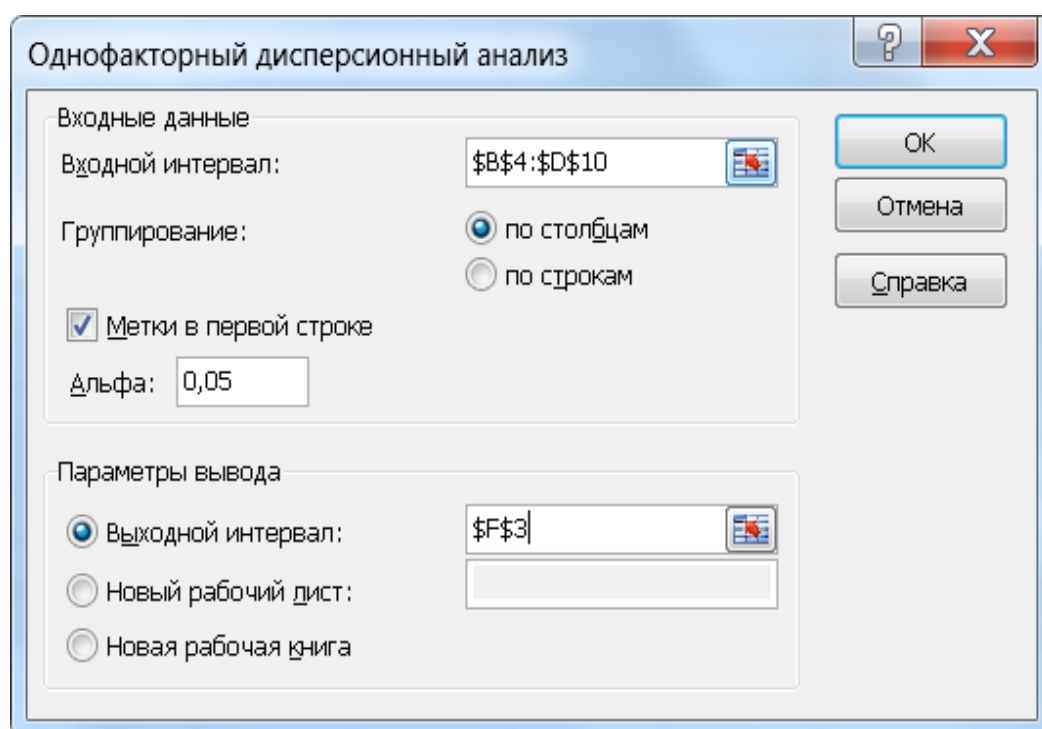 Однофакторный дисперсионный анализ
Входные данные
Входной интервал: $B$4:$D$10
Группирование: по столбцам
по строкам
Метки в первой строке
Альфа: 0,05
OK
Отмена
Справка
Параметры вывода
Выходной интервал: $F$3
Новый рабочий лист:
Новая рабочая книга